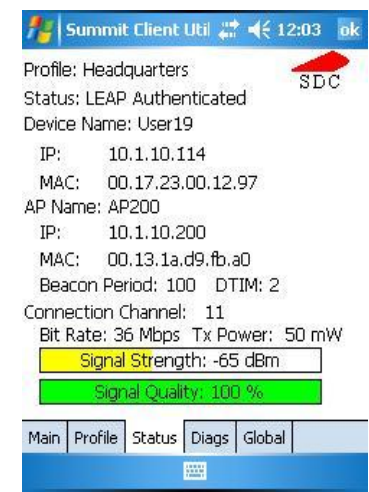 Summit Client Util 12:03 ok
Profile: Headquarters
SDC
Status: LEAP Authenticated
Device Name: User19
IP: 10.1.10.114
MAC: 00.17.23.00.12.97
AP Name: AP200
IP: 10.1.10.200
MAC: 00.13.1a.d9.fb.a0
Beacon Period: 100 DTIM: 2
Connection Channel: 11
Bit Rate: 36 Mbps Tx Power: 50 mW
Signal Strength: -65 dBm
Signal Quality: 100 %
Main Profile Status Diags Global